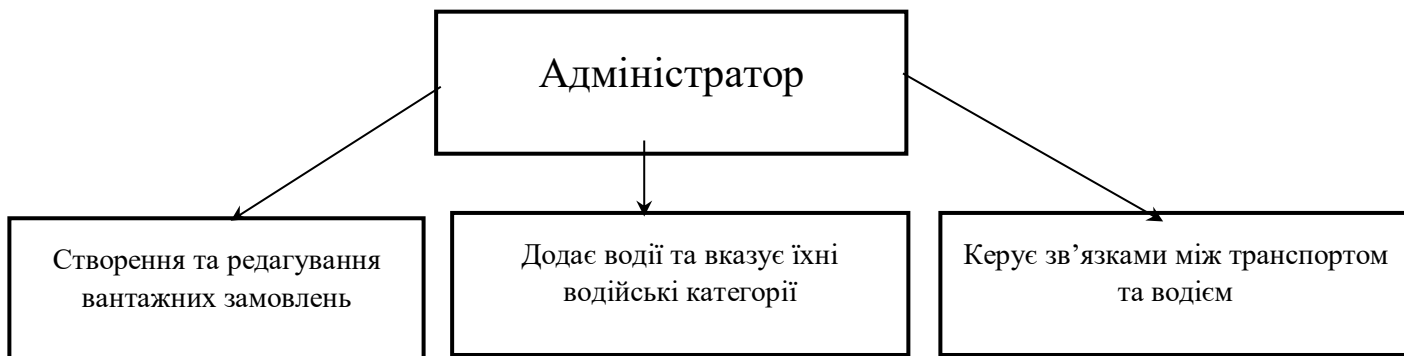 Адміністратор
Створення та редагування
вантажних замовлень
Додає водії та вказує їхні
водійські категорії
Керує зв’язками між транспортом
та водієм